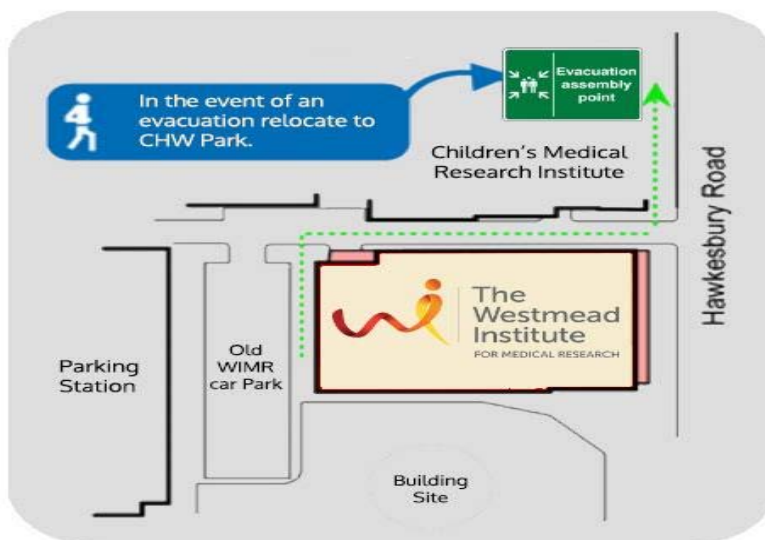 In the event of an
evacuation relocate to
CHW Park.
Evacuation
assembly
point
Children's Medical
Research Institute
Hawkesbury Road
The
Westmead
Institute
FOR MEDICAL RESEARCH
Parking
Station
Old
WIMR
car Park
Building
Site